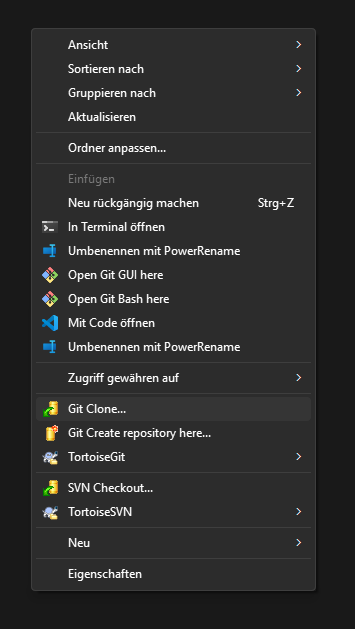 Ansicht
Sortieren nach
Gruppieren nach
Aktualisieren
Ordner anpassen...
Einfügen
Neu rückgängig machen Strg+Z
In Terminal öffnen
Umbenennen mit PowerRename
Open Git GUI here
Open Git Bash here
Mit Code öffnen
Umbenennen mit PowerRename
Zugriff gewähren auf
Git Clone...
Git Create repository here...
TortoiseGit
SVN Checkout...
TortoiseSVN
Neu
Eigenschaften